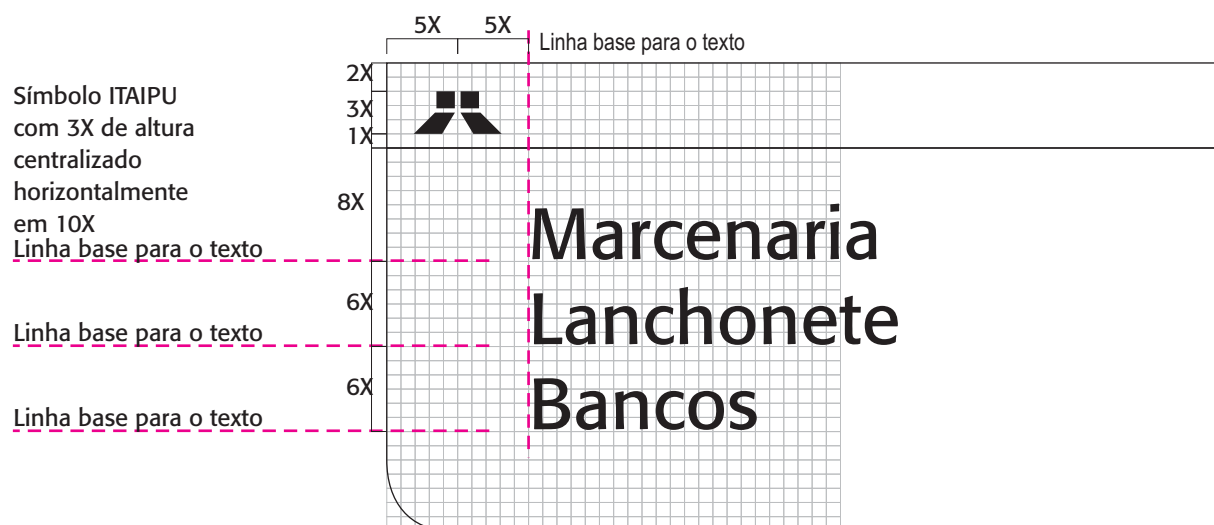 5X 5X
Linha base para o texto
2X
3X
1X
Símbolo ITAIPU
com 3X de altura
centralizado
horizontalmente
em 10X
8X
Linha base para o texto
Marcenaria
6X
Linha base para o texto
Lanchonete
6X
Linha base para o texto
Bancos